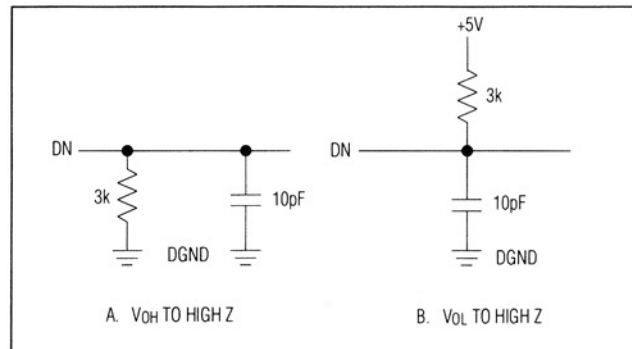 +5V
3k
DN
DN
3k
10pF
10pF
DGND
DGND
A. VOH TO HIGH Z
B. VOL TO HIGH Z